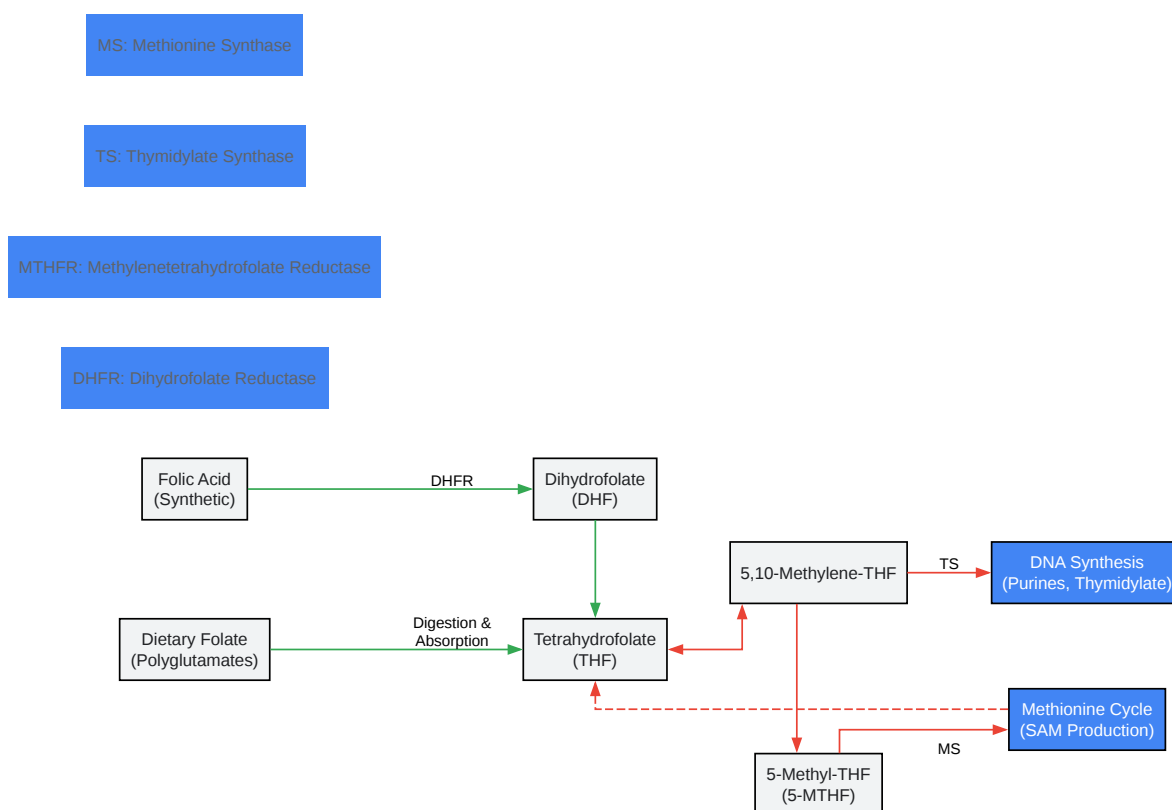 MS: Methionine Synthase
TS: Thymidylate Synthase
MTHFR: Methylenetetrahydrofolate Reductase
DHFR: Dihydrofolate Reductase
Folic Acid
(Synthetic)
DHFR
Dihydrofolate
(DHF)
5,10-Methylene-THF
TS
DNA Synthesis
(Purines, Thymidylate)
Dietary Folate
(Polyglutamates)
Digestion &
Absorption
Tetrahydrofolate
(THF)
Methionine Cycle
(SAM Production)
MS
5-Methyl-THF
(5-MTHF)